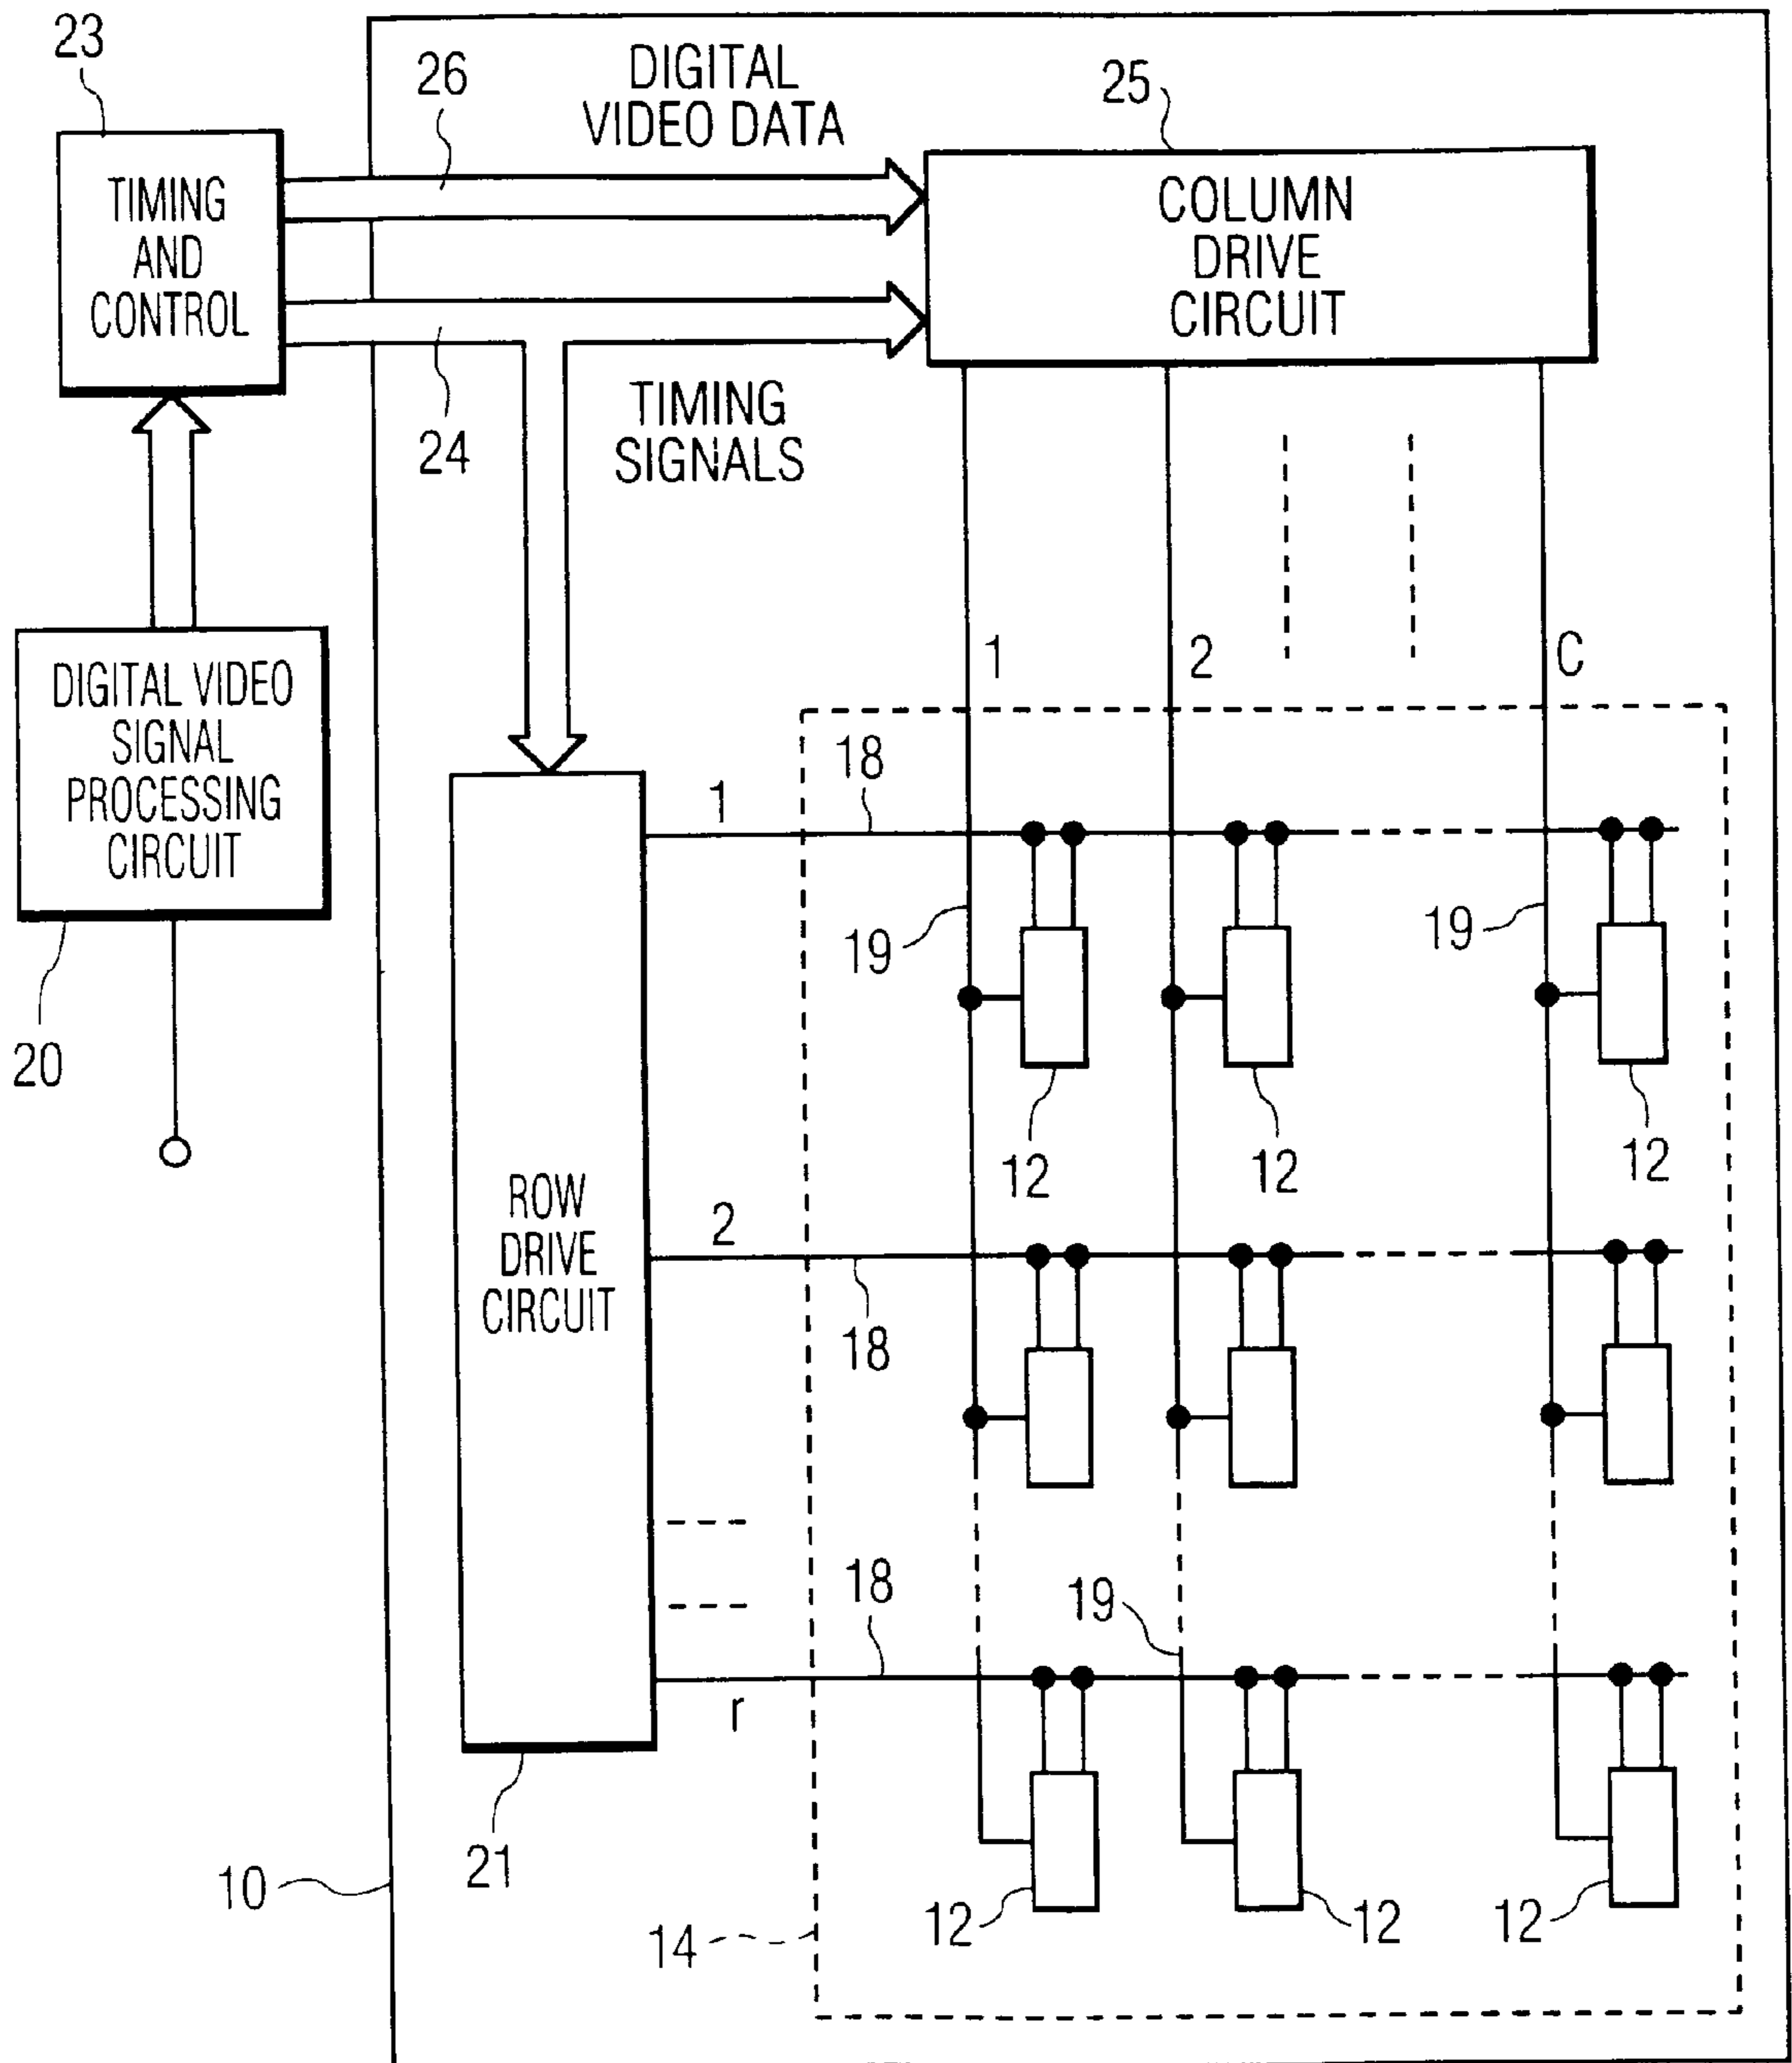 23
26
DIGITAL
VIDEO DATA
25
TIMING
AND
CONTROL
COLUMN
DRIVE
CIRCUIT
24
TIMING
SIGNALS
1
2
C
DIGITAL VIDEO
SIGNAL
PROCESSING
CIRCUIT
20
1
18
19
19
12
12
12
ROW
DRIVE
CIRCUIT
2
18
18
19
r
21
10
14
12
12
12